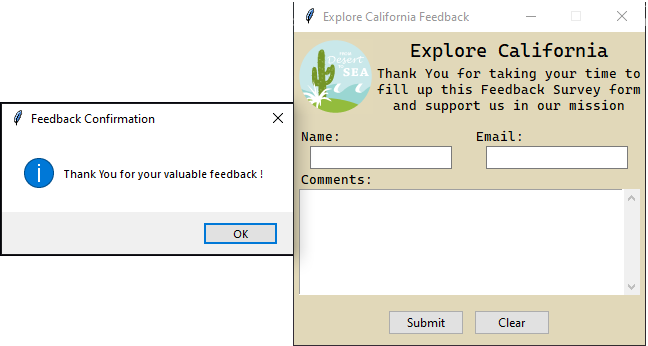 Feedback Confirmation
Thank You for your valuable feedback !
OK
Explore California Feedback
Desert
SEA
Explore California
Thank You for taking your time to
fill up this Feedback Survey form
and support us in our mission
Name:
Email:
Comments:
Submit
Clear